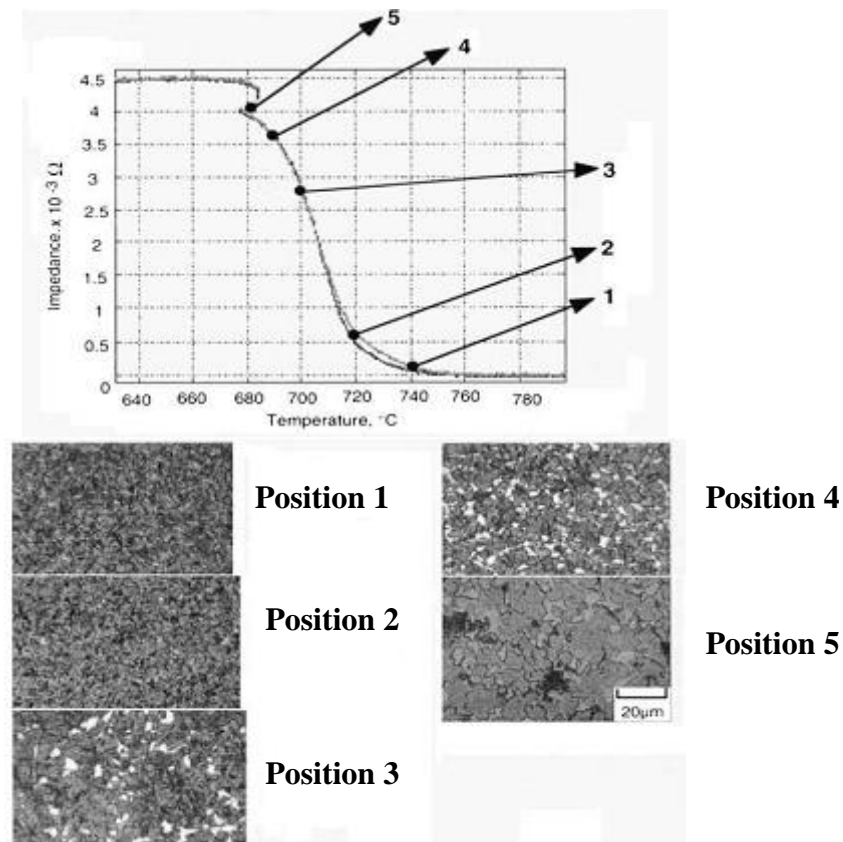 5
4
4.5
4
3.5
3
2.5
2
1.5
1
0.5
0
3
2
1
Impedance, x 10 -3 Ω
640 660 680 700 720 740 760 780
Temperature, °C
Position 1
Position 2
Position 3
Position 4
Position 5
20µm